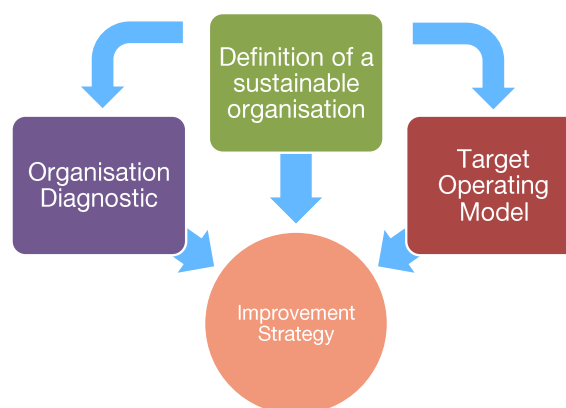 Definition of a
sustainable
organisation
Organisation
Diagnostic
Target
Operating
Model
Improvement
Strategy